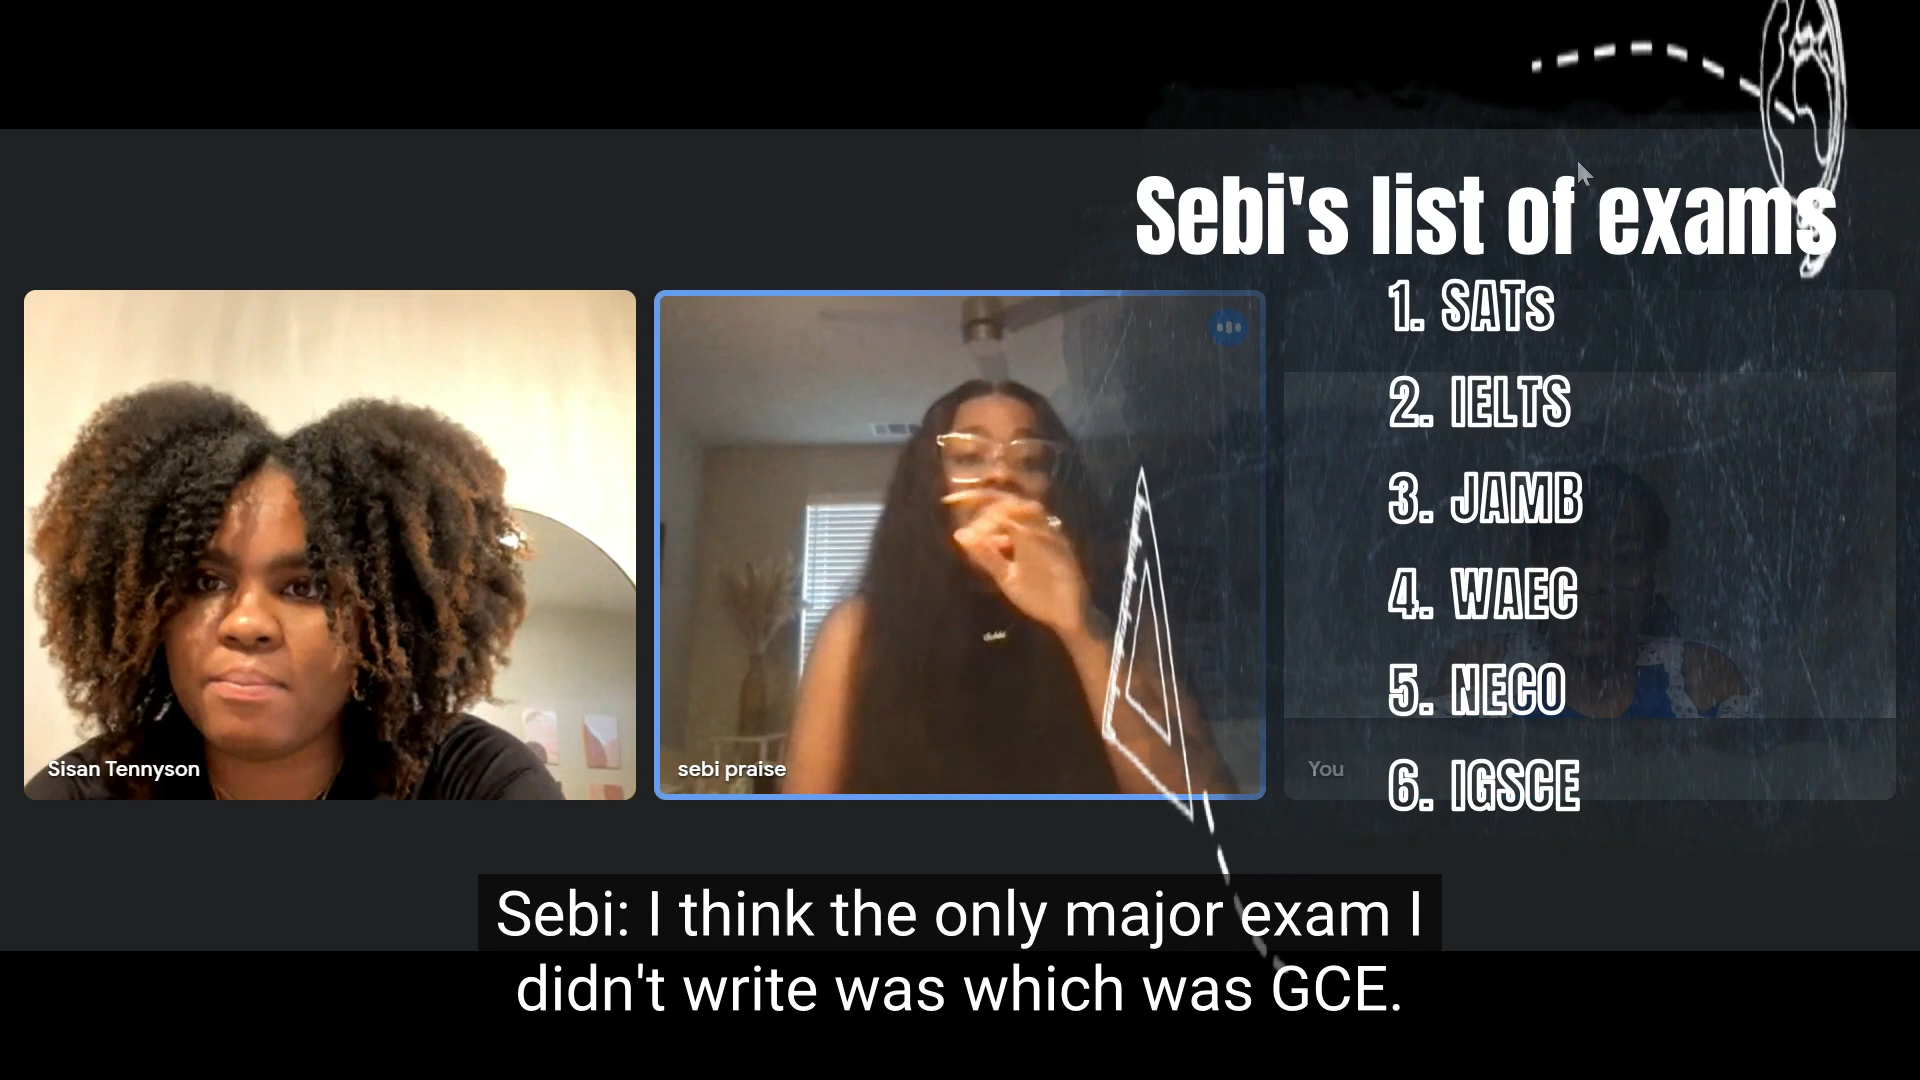 Sebi's list of exams
1. SATs
2. IELTS
3. JAMB
4. WAEC
5. NECO
6. IGSCE
Sisan Tennyson
sebi praise
You
Sebi: I think the only major exam I
didn't write was which was GCE.